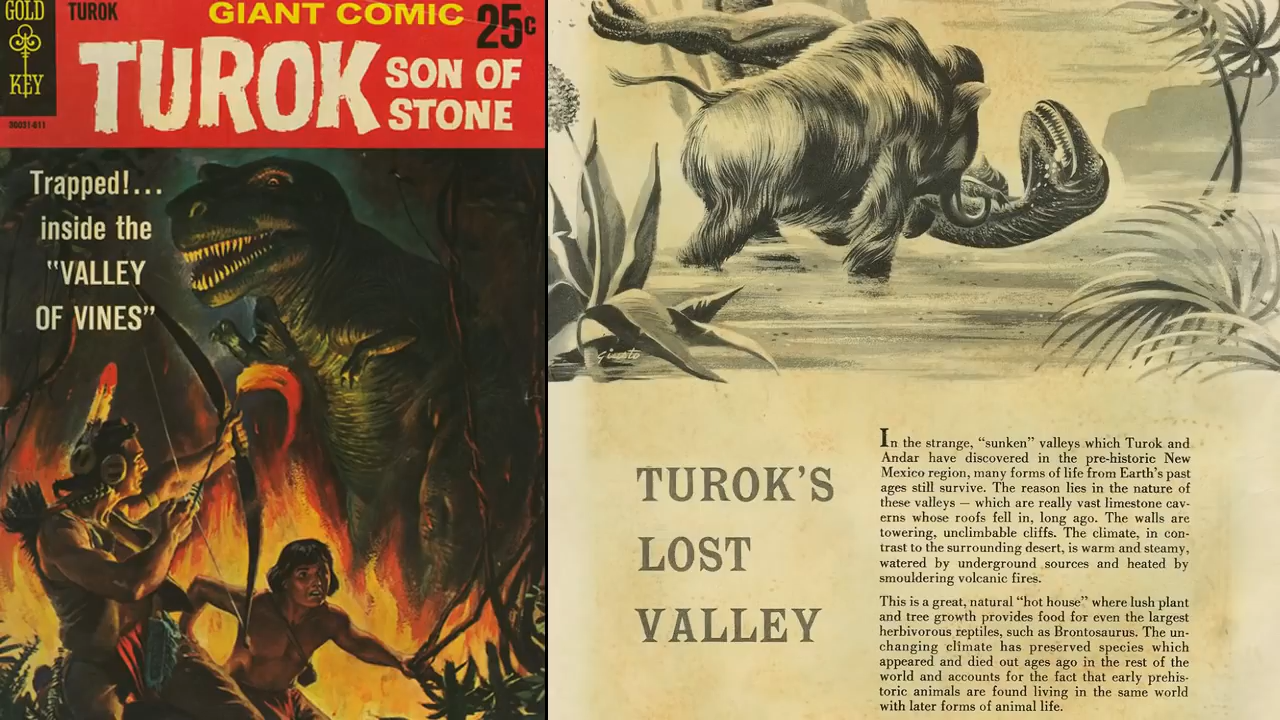 GOLD
KEY
30031-611
TUROK
GIANT COMIC
25¢
TUROK
SON OF
STONE
Trapped!...
inside the
"VALLEY
OF VINES"
Giusto
TUROK'S
LOST
VALLEY
In the strange, "sunken" valleys which Turok and
Andar have discovered in the pre-historic New
Mexico region, many forms of life from Earth's past
ages still survive. The reason lies in the nature of
these valleys — which are really vast limestone cav-
erns whose roofs fell in, long ago. The walls are
towering, unclimbable cliffs. The climate, in con-
trast to the surrounding desert, is warm and steamy,
watered by underground sources and heated by
smouldering volcanic fires.
This is a great, natural "hot house" where lush plant
and tree growth provides food for even the largest
herbivorous reptiles, such as Brontosaurus. The un-
changing climate has preserved species which
appeared and died out ages ago in the rest of the
world and accounts for the fact that early prehis-
toric animals are found living in the same world
with later forms of animal life.